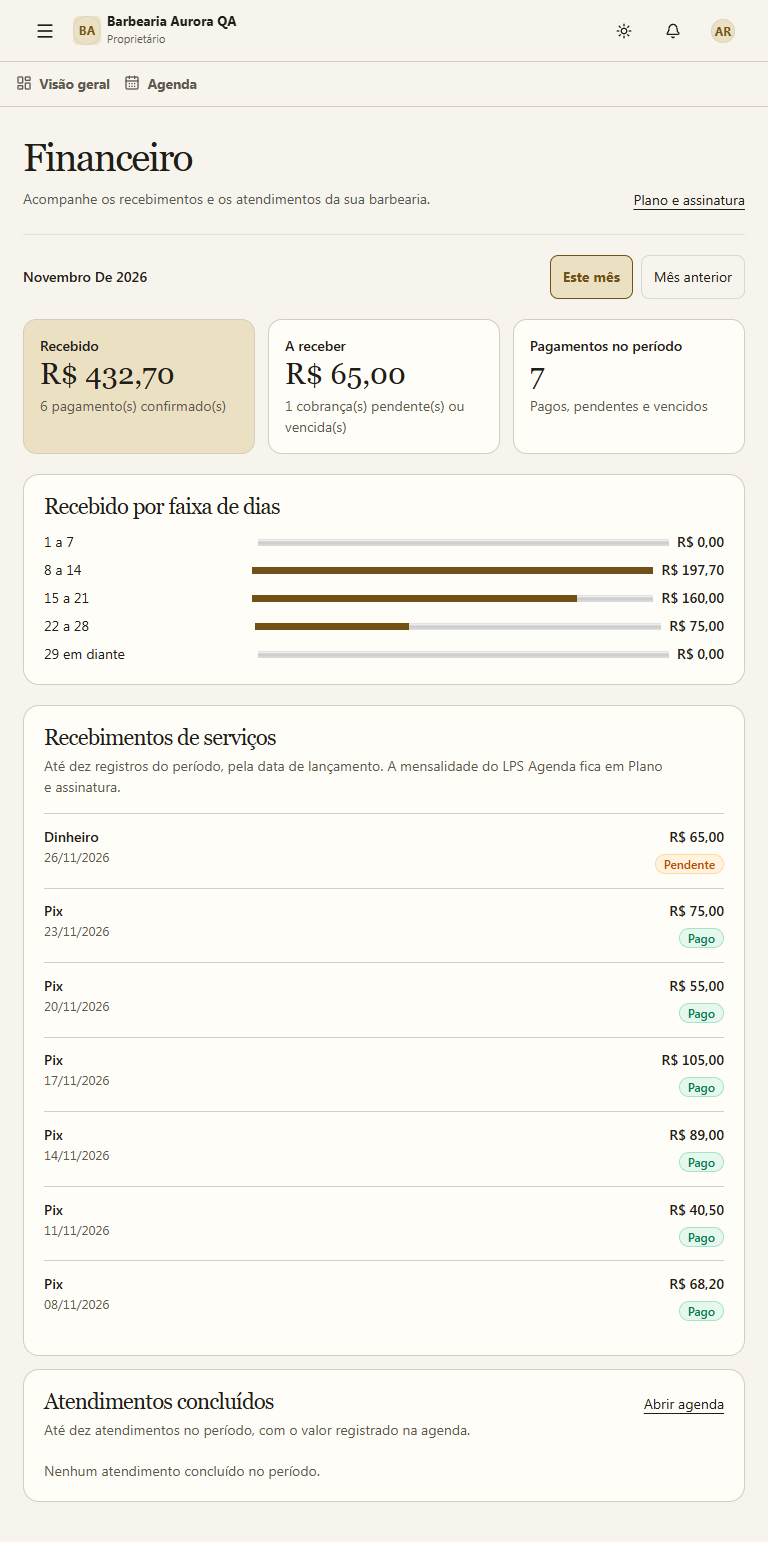 BA
Barbearia Aurora QA
Proprietário
AR
Visão geral
Agenda
Financeiro
Acompanhe os recebimentos e os atendimentos da sua barbearia.
Plano e assinatura
Novembro De 2026
Este mês
Mês anterior
Recebido
R$ 432,70
6 pagamento(s) confirmado(s)
A receber
R$ 65,00
1 cobrança(s) pendente(s) ou
vencida(s)
Pagamentos no período
7
Pagos, pendentes e vencidos
Recebido por faixa de dias
1 a 7 R$ 0,00
8 a 14 R$ 197,70
15 a 21 R$ 160,00
22 a 28 R$ 75,00
29 em diante R$ 0,00
Recebimentos de serviços
Até dez registros do período, pela data de lançamento. A mensalidade do LPS Agenda fica em Plano
e assinatura.
Dinheiro R$ 65,00
26/11/2026 Pendente
Pix R$ 75,00
23/11/2026 Pago
Pix R$ 55,00
20/11/2026 Pago
Pix R$ 105,00
17/11/2026 Pago
Pix R$ 89,00
14/11/2026 Pago
Pix R$ 40,50
11/11/2026 Pago
Pix R$ 68,20
08/11/2026 Pago
Atendimentos concluídos
Abrir agenda
Até dez atendimentos no período, com o valor registrado na agenda.
Nenhum atendimento concluído no período.